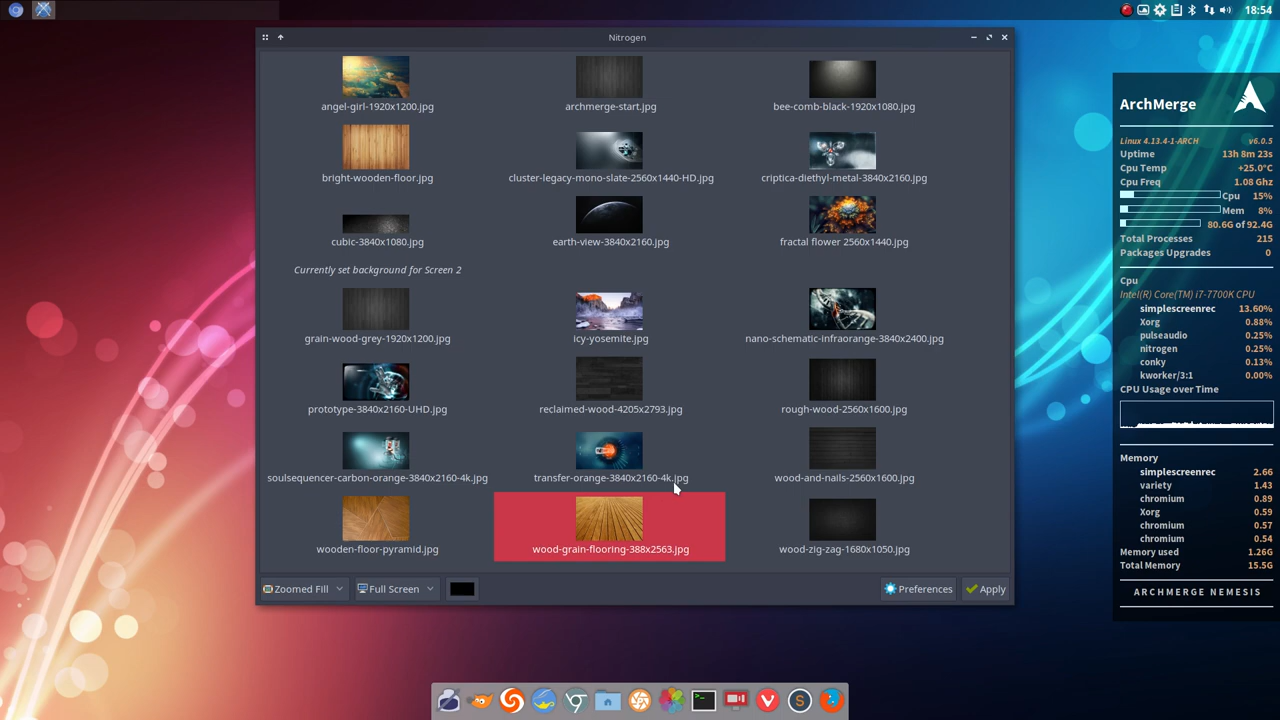 18:54
Nitrogen
angel-girl-1920x1200.jpg
archmerge-start.jpg
bee-comb-black-1920x1080.jpg
bright-wooden-floor.jpg
cluster-legacy-mono-slate-2560x1440-HD.jpg
criptica-diethyl-metal-3840x2160.jpg
cubic-3840x1080.jpg
earth-view-3840x2160.jpg
fractal flower 2560x1440.jpg
Currently set background for Screen 2
grain-wood-grey-1920x1200.jpg
icy-yosemite.jpg
nano-schematic-infraorange-3840x2400.jpg
prototype-3840x2160-UHD.jpg
reclaimed-wood-4205x2793.jpg
rough-wood-2560x1600.jpg
soulsequencer-carbon-orange-3840x2160-4k.jpg
transfer-orange-3840x2160-4k.jpg
wood-and-nails-2560x1600.jpg
wooden-floor-pyramid.jpg
wood-grain-flooring-388x2563.jpg
wood-zig-zag-1680x1050.jpg
Zoomed Fill
Full Screen
Preferences
Apply
ArchMerge
Linux 4.13.4-1-ARCH v6.0.5
Uptime 13h 8m 23s
Cpu Temp +25.0°C
Cpu Freq 1.08 Ghz
Cpu 15%
Mem 8%
80.6G of 92.4G
Total Processes 215
Packages Upgrades 0
Cpu
Intel(R) Core(TM) i7-7700K CPU
simplescreenrec 13.60%
Xorg 0.88%
pulseaudio 0.25%
nitrogen 0.25%
conky 0.13%
kworker/3:1 0.00%
CPU Usage over Time
Memory
simplescreenrec 2.66
variety 1.43
chromium 0.89
Xorg 0.59
chromium 0.57
chromium 0.54
Memory used 1.26G
Total Memory 15.5G
ARCHMERGE NEMESIS